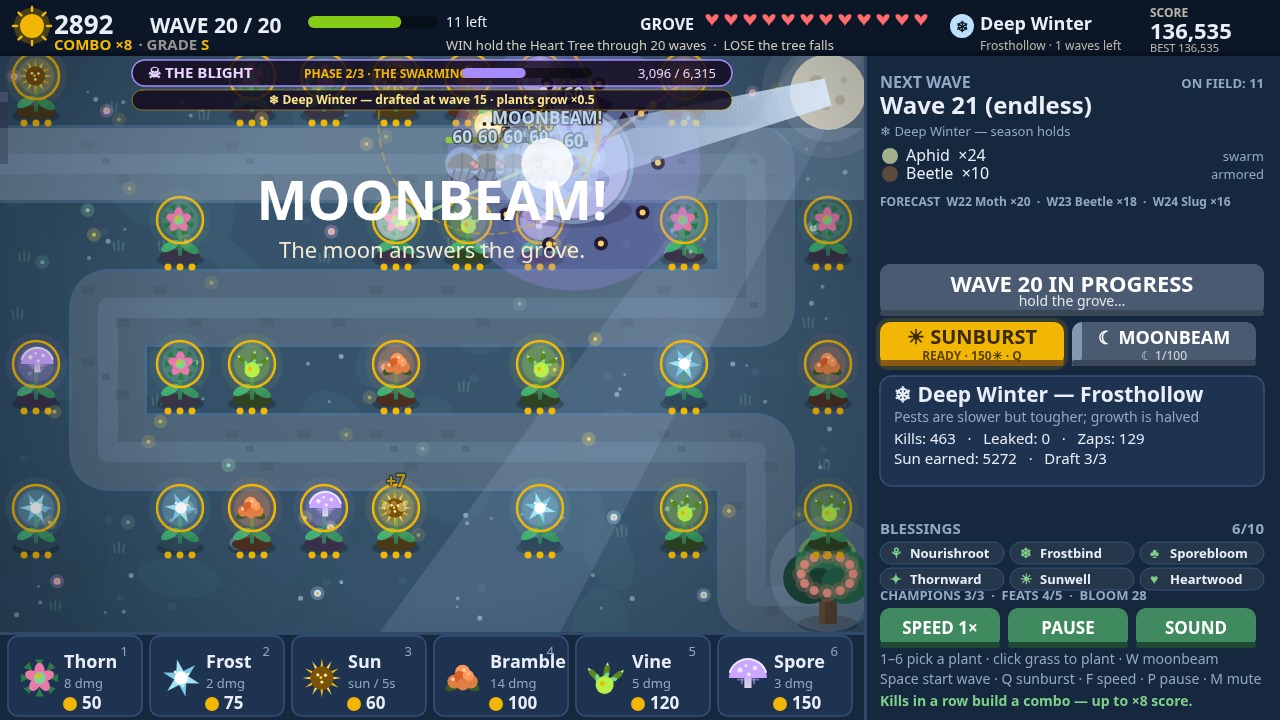 2892
COMBO ×8 · GRADE S
WAVE 20 / 20
11 left
WIN hold the Heart Tree through 20 waves · LOSE the tree falls
GROVE
❄ Deep Winter
Frosthollow · 1 waves left
SCORE
136,535
BEST 136,535
☠ THE BLIGHT
PHASE 2/3 · THE SWARMING
3,096 / 6,315
❄ Deep Winter — drafted at wave 15 · plants grow ×0.5
MOONBEAM!
60 60 60 60 60
MOONBEAM!
The moon answers the grove.
+7
NEXT WAVE
ON FIELD: 11
Wave 21 (endless)
❄ Deep Winter — season holds
Aphid ×24 swarm
Beetle ×10 armored
FORECAST W22 Moth ×20 · W23 Beetle ×18 · W24 Slug ×16
WAVE 20 IN PROGRESS
hold the grove...
☀ SUNBURST
READY · 150☀ · Q
☾ MOONBEAM
☾ 1/100
❄ Deep Winter — Frosthollow
Pests are slower but tougher; growth is halved
Kills: 463 · Leaked: 0 · Zaps: 129
Sun earned: 5272 · Draft 3/3
BLESSINGS 6/10
⚘ Nourishroot
❄ Frostbind
♣ Sporebloom
✦ Thornward
☀ Sunwell
♥ Heartwood
CHAMPIONS 3/3 · FEATS 4/5 · BLOOM 28
SPEED 1×
PAUSE
SOUND
1–6 pick a plant · click grass to plant · W moonbeam
Space start wave · Q sunburst · F speed · P pause · M mute
Kills in a row build a combo — up to ×8 score.
Thorn 1
8 dmg
50
Frost 2
2 dmg
75
Sun 3
sun / 5s
60
Bramble 4
14 dmg
100
Vine 5
5 dmg
120
Spore 6
3 dmg
150